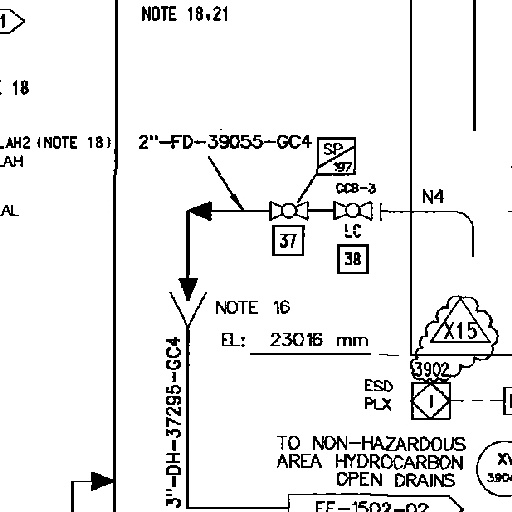 1
NOTE 18,21
18
LAH2 (NOTE 18)
LAH
2"-FD-39055-GC4
SP
197
AL
GCB-3
N4
37
LC
38
NOTE 16
X15
EL: 23016 mm
3902
ESD
PLX
I
3"-DH-37295-GC4
TO NON-HAZARDOUS
AREA HYDROCARBON
OPEN DRAINS
XV
390
FF-1502-02